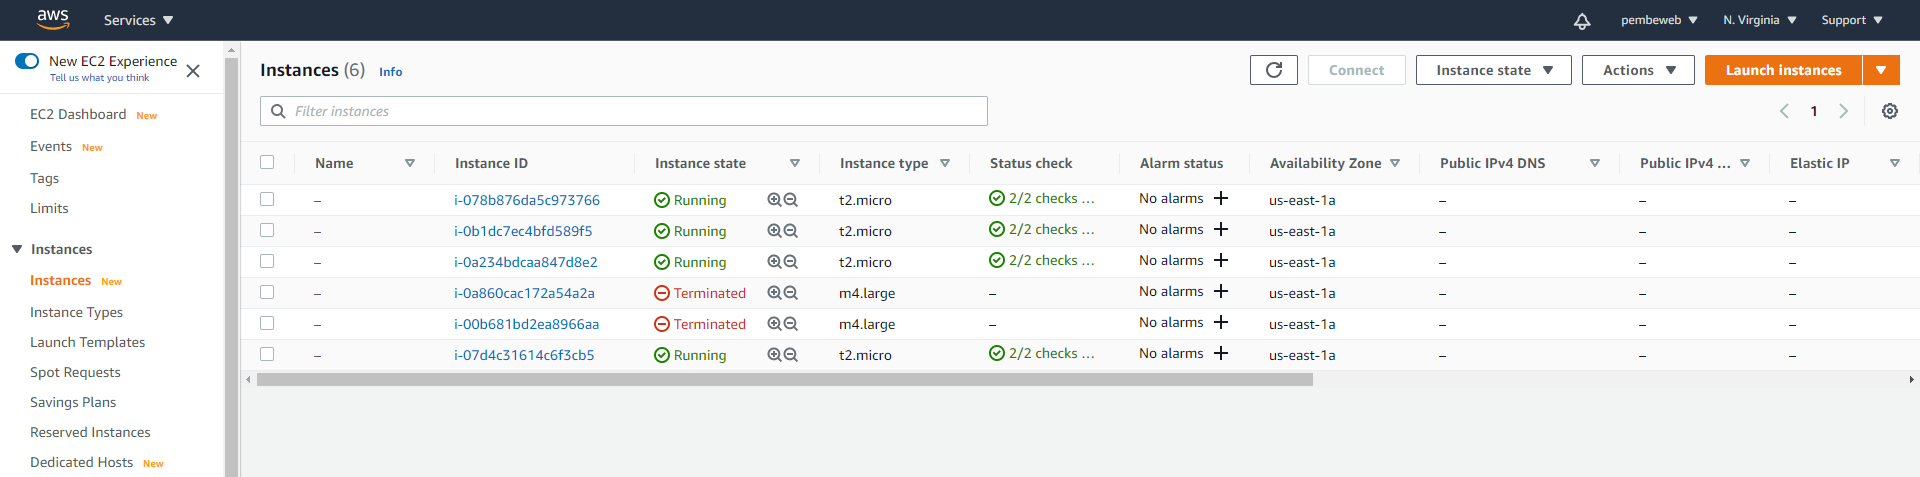 aws Services pembeweb N. Virginia Support
New EC2 Experience
Tell us what you think
EC2 Dashboard New
Events New
Tags
Limits
Instances
Instances New
Instance Types
Launch Templates
Spot Requests
Savings Plans
Reserved Instances
Dedicated Hosts New
Instances (6) Info Connect Instance state Actions Launch instances
Filter instances 1
Name Instance ID Instance state Instance type Status check Alarm status Availability Zone Public IPv4 DNS Public IPv4 ... Elastic IP
– i-078b876da5c973766 Running t2.micro 2/2 checks ... No alarms + us-east-1a – – –
– i-0b1dc7ec4bfd589f5 Running t2.micro 2/2 checks ... No alarms + us-east-1a – – –
– i-0a234bdcaa847d8e2 Running t2.micro 2/2 checks ... No alarms + us-east-1a – – –
– i-0a860cac172a54a2a Terminated m4.large – No alarms + us-east-1a – – –
– i-00b681bd2ea8966aa Terminated m4.large – No alarms + us-east-1a – – –
– i-07d4c31614c6f3cb5 Running t2.micro 2/2 checks ... No alarms + us-east-1a – – –